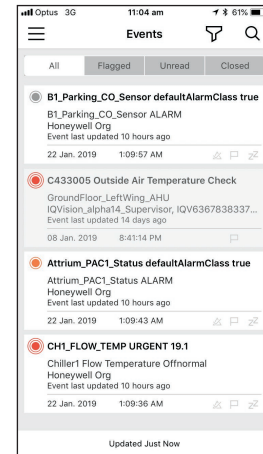 Optus 3G 11:04 am 61%
Events
All Flagged Unread Closed
B1_Parking_CO_Sensor defaultAlarmClass true
B1_Parking_CO_Sensor ALARM
Honeywell Org
Event last updated 10 hours ago
22 Jan. 2019 1:09:57 AM
C433005 Outside Air Temperature Check
GroundFloor_LeftWing_AHU
IQVision_alpha14_Supervisor, IQV6367838337...
Event last updated 14 days ago
08 Jan. 2019 8:41:14 PM
Attrium_PAC1_Status defaultAlarmClass true
Attrium_PAC1_Status ALARM
Honeywell Org
Event last updated 10 hours ago
22 Jan. 2019 1:09:43 AM
CH1_FLOW_TEMP URGENT 19.1
Chiller1 Flow Temperature Offnormal
Honeywell Org
Event last updated 10 hours ago
22 Jan. 2019 1:09:36 AM
Updated Just Now